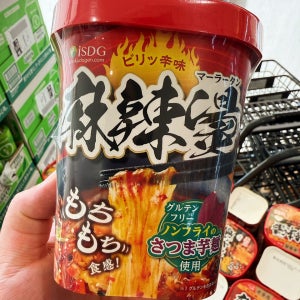 iSDG
ピリッ辛味
マーラータン
麻辣湯
もち
もち
食感!
グルテン
フリー
ノンフライの
さつま芋麺
使用